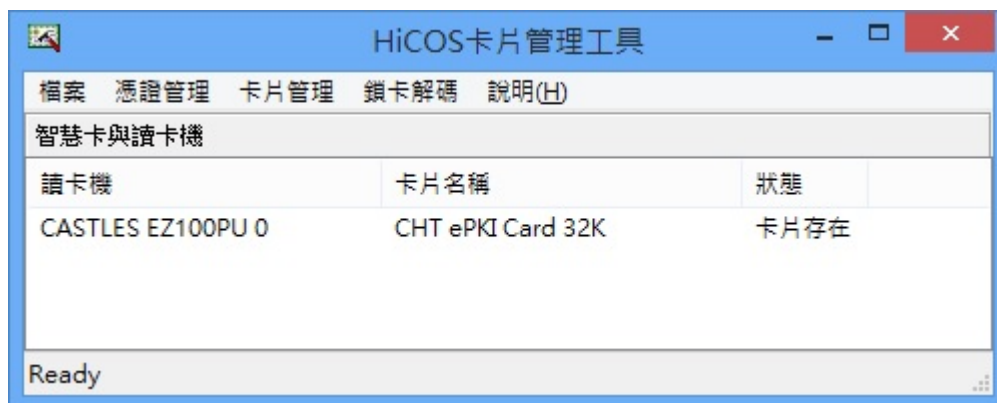 HiCOS卡片管理工具
檔案 憑證管理 卡片管理 鎖卡解碼 說明(H)
智慧卡與讀卡機
讀卡機 卡片名稱 狀態
CASTLES EZ100PU 0 CHT ePKI Card 32K 卡片存在
Ready